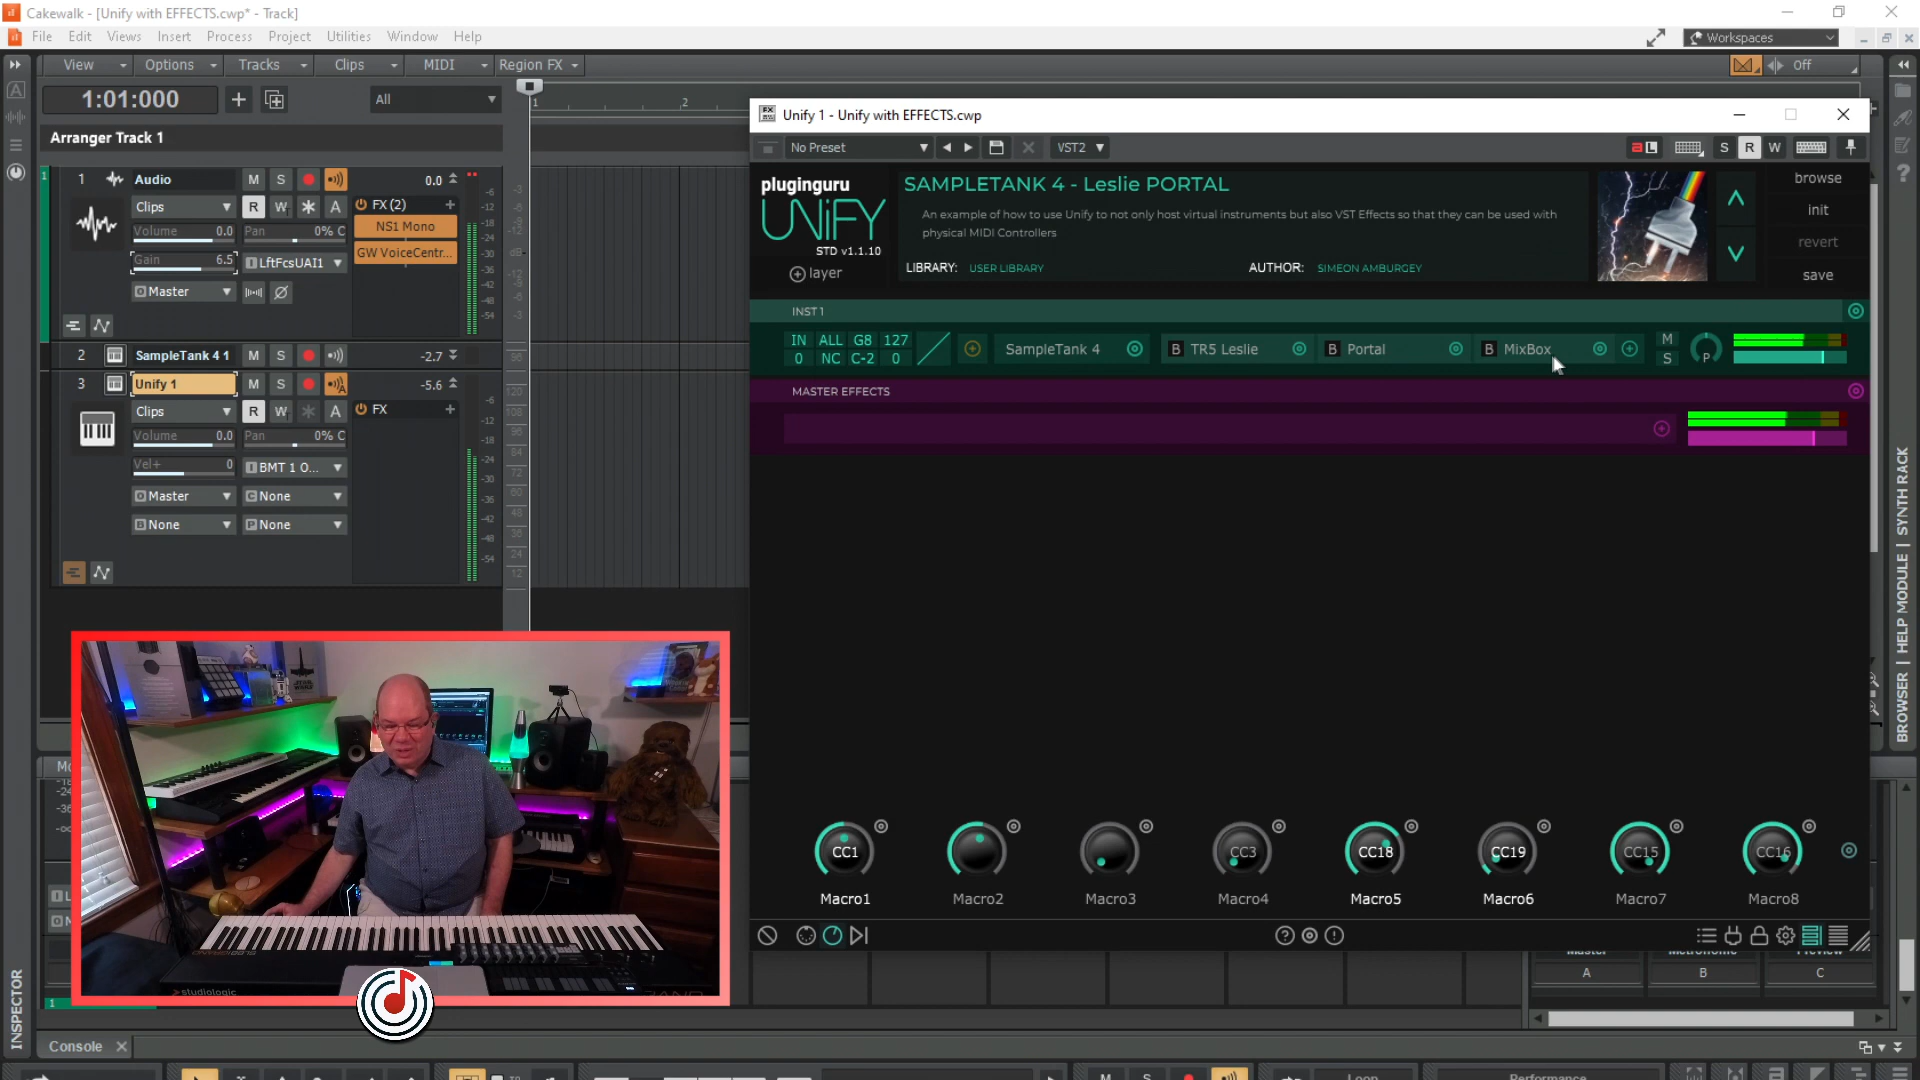 Cakewalk - [Unify with EFFECTS.cwp* - Track]
File Edit Views Insert Process Project Utilities Window Help
Workspaces
View Options Tracks Clips MIDI Region FX
Off
1:01:000
All
1 2
Arranger Track 1
1 Audio M S 0.0
Clips R W A FX (2)
Volume 0.0 Pan 0% C NS1 Mono
GW VoiceCentr...
Gain 6.5 LftFcsUAI1
Master
2 SampleTank 4 1 M S -2.7
3 Unify 1 M S -5.6
Clips R W A FX
Volume 0.0 Pan 0% C
Vel+ 0 BMT 1 O...
Master None
None None
Unify 1 - Unify with EFFECTS.cwp
No Preset VST2 S R W
pluginguru
UNiFY
STD v1.1.10
layer
SAMPLETANK 4 - Leslie PORTAL
An example of how to use Unify to not only host virtual instruments but also VST Effects so that they can be used with
physical MIDI Controllers
LIBRARY: USER LIBRARY AUTHOR: SIMEON AMBURGEY
browse
init
revert
save
INST 1
IN ALL G8 127
0 NC C-2 0
SampleTank 4 B TR5 Leslie B Portal B MixBox
M
S
P
MASTER EFFECTS
CC1 CC3 CC18 CC19 CC15 CC16
Macro1 Macro2 Macro3 Macro4 Macro5 Macro6 Macro7 Macro8
BROWSER | HELP MODULE | SYNTH RACK
INSPECTOR
studiologic
A B C
Console
M S Loop Performance